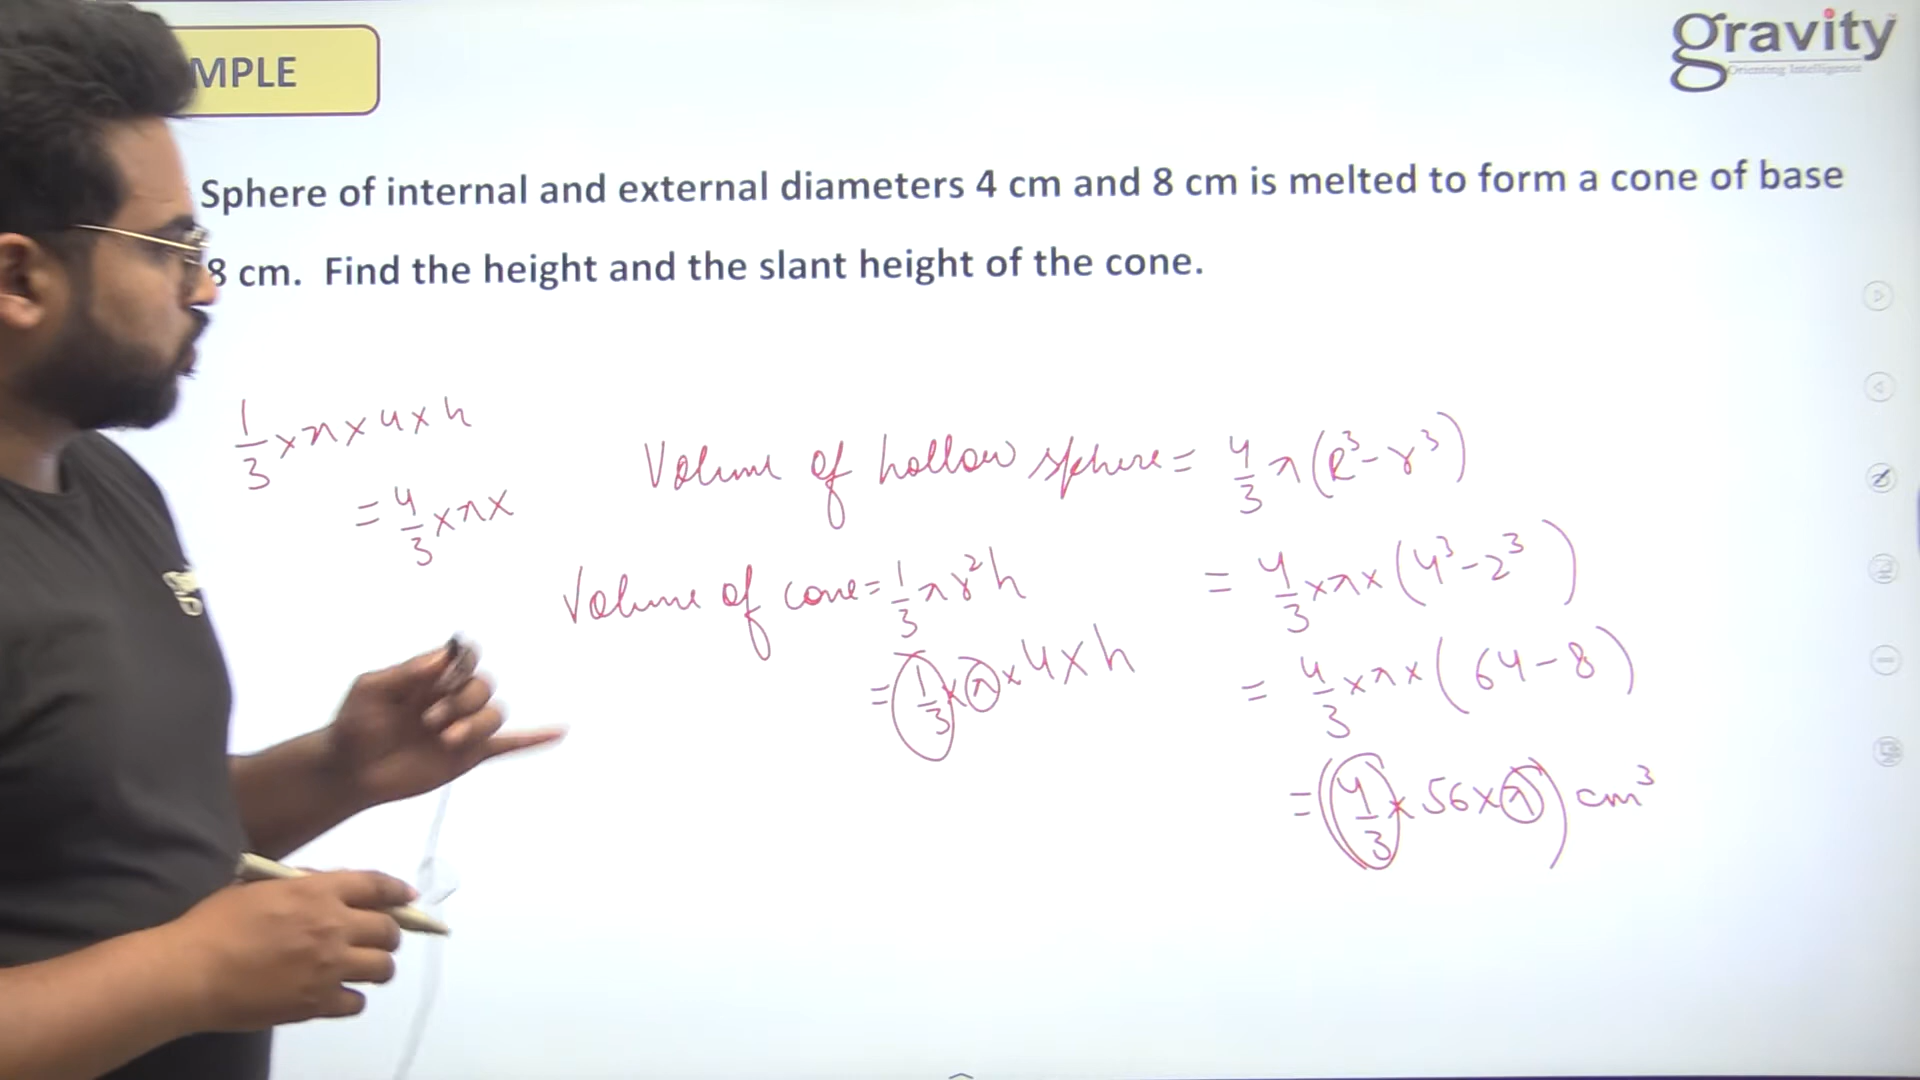 MPLE
gravity
Orienting Intelligence
Sphere of internal and external diameters 4 cm and 8 cm is melted to form a cone of base
8 cm. Find the height and the slant height of the cone.
1/3 × π × 4 × h
= 4/3 × π ×
Volume of hollow sphere = 4/3 π (R³ - r³)
= 4/3 × π × (4³ - 2³)
= 4/3 × π × (64 - 8)
= (4/3 × 56 × π) cm³
Volume of cone = 1/3 π r² h
= 1/3 × π × 4 × h